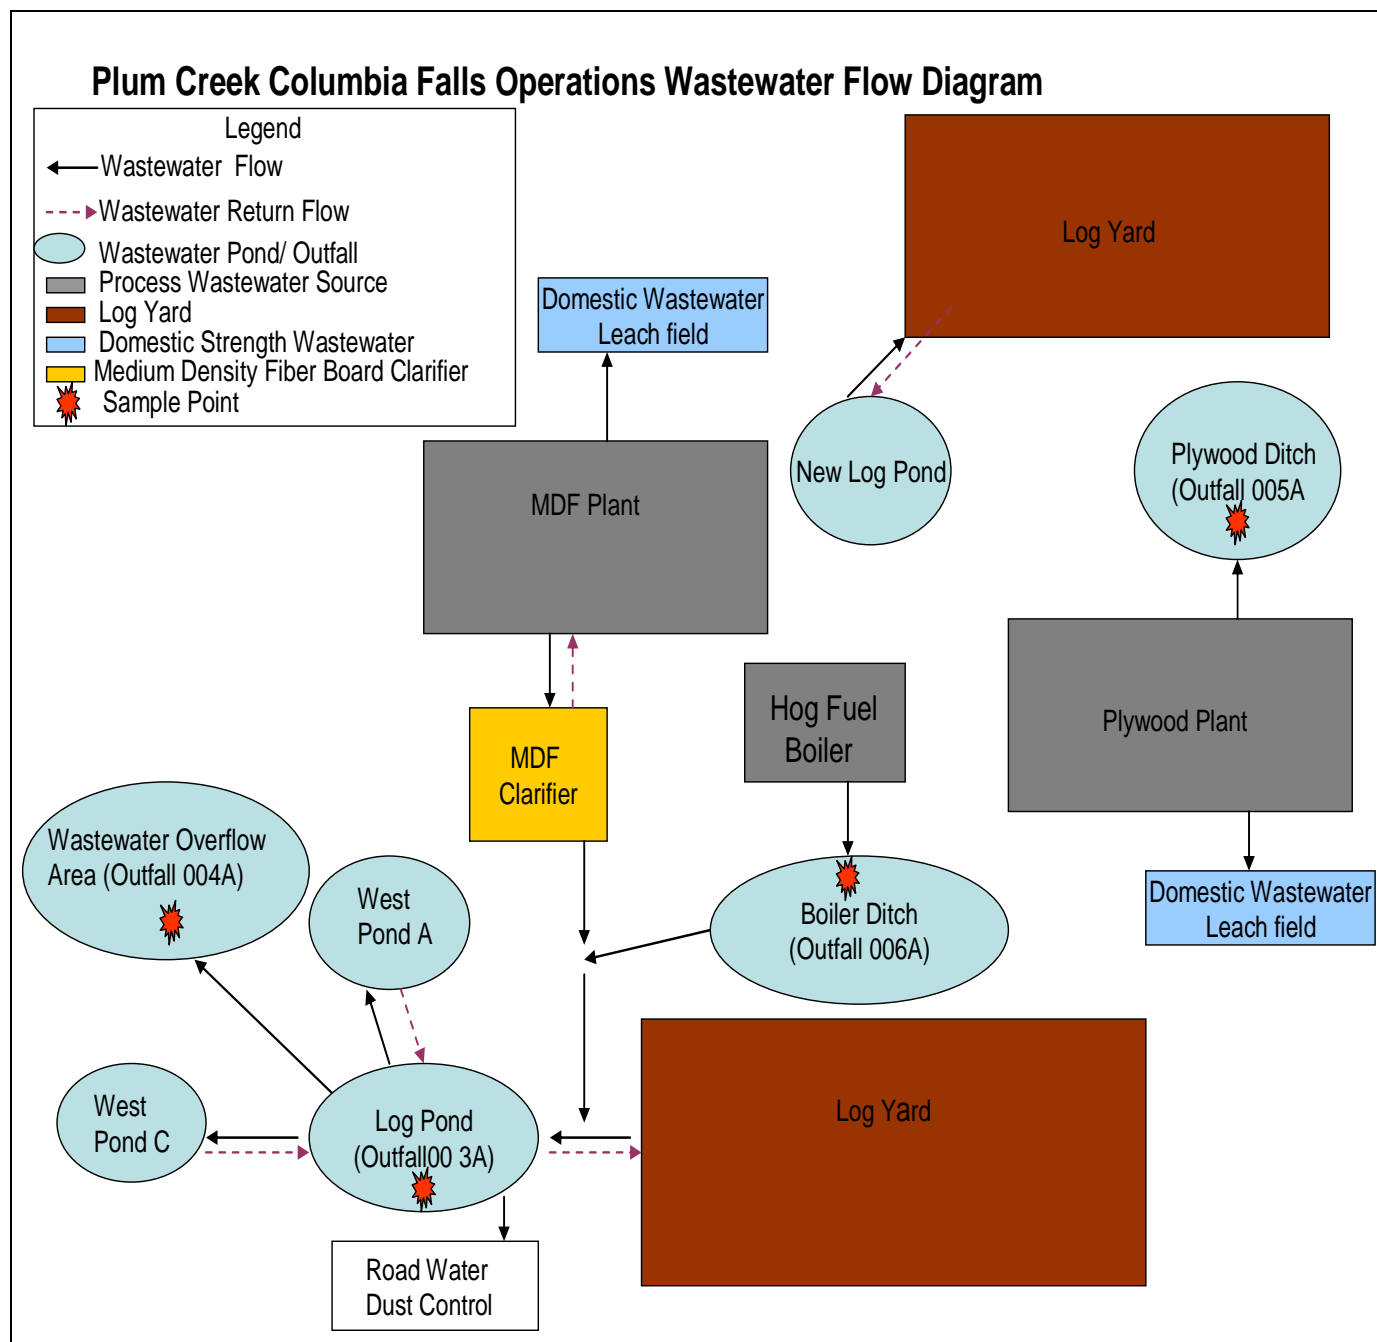 Plum Creek Columbia Falls Operations Wastewater Flow Diagram
Legend
Wastewater Flow
Wastewater Return Flow
Wastewater Pond/ Outfall
Process Wastewater Source
Log Yard
Domestic Strength Wastewater
Medium Density Fiber Board Clarifier
Sample Point
Log Yard
Domestic Wastewater
Leach field
New Log Pond
Plywood Ditch
(Outfall 005A
MDF Plant
Hog Fuel
Boiler
Plywood Plant
MDF
Clarifier
Wastewater Overflow
Area (Outfall 004A)
West
Pond A
Boiler Ditch
(Outfall 006A)
Domestic Wastewater
Leach field
West
Pond C
Log Pond
(Outfall00 3A)
Log Yard
Road Water
Dust Control